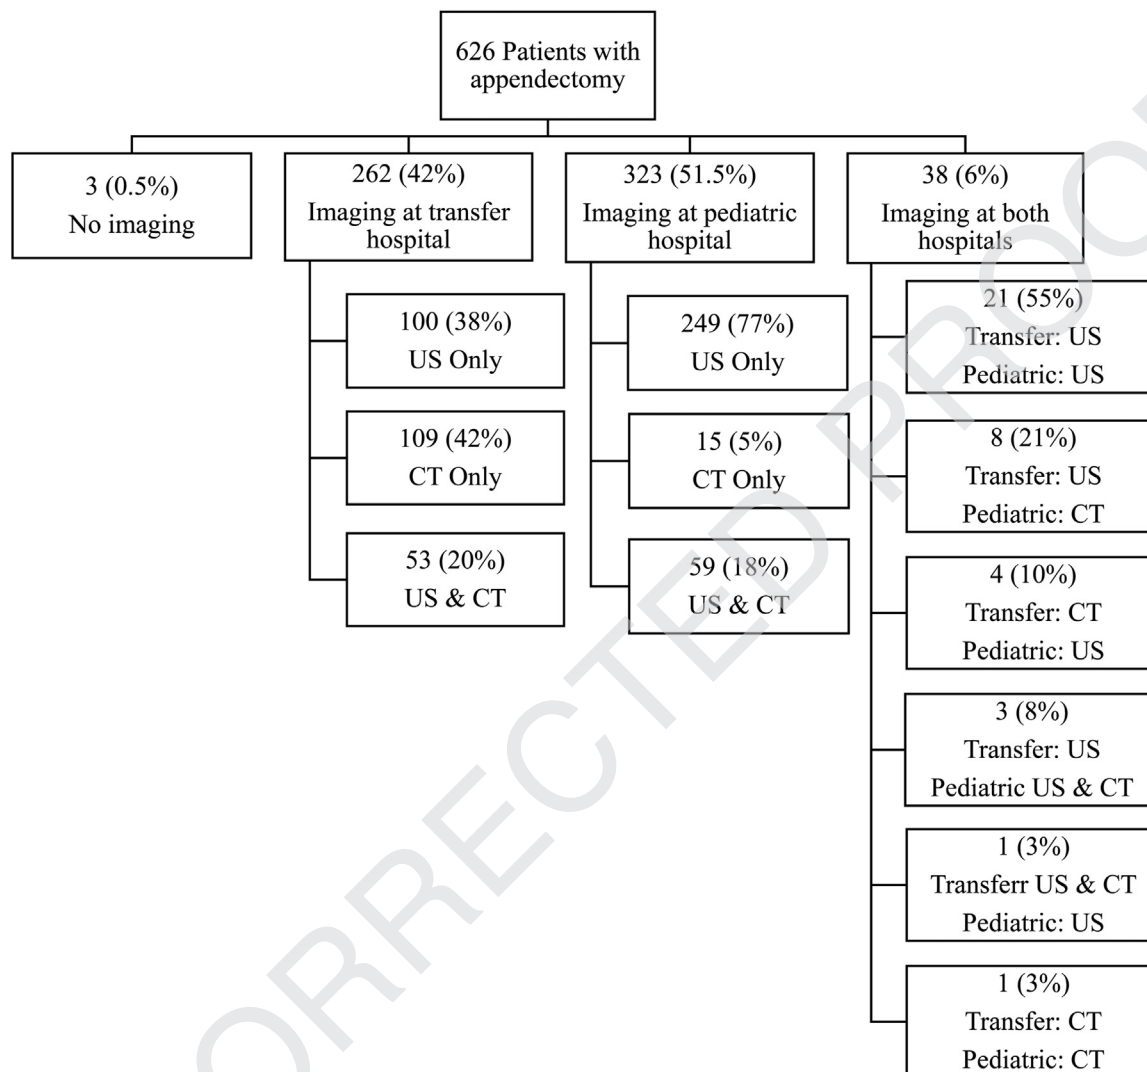 626 Patients with
appendectomy
3 (0.5%)
No imaging
262 (42%)
Imaging at transfer
hospital
323 (51.5%)
Imaging at pediatric
hospital
38 (6%)
Imaging at both
hospitals
100 (38%)
US Only
109 (42%)
CT Only
53 (20%)
US & CT
249 (77%)
US Only
15 (5%)
CT Only
59 (18%)
US & CT
21 (55%)
Transfer: US
Pediatric: US
8 (21%)
Transfer: US
Pediatric: CT
4 (10%)
Transfer: CT
Pediatric: US
3 (8%)
Transfer: US
Pediatric US & CT
1 (3%)
Transferr US & CT
Pediatric: US
1 (3%)
Transfer: CT
Pediatric: CT
ORRECTED PROO